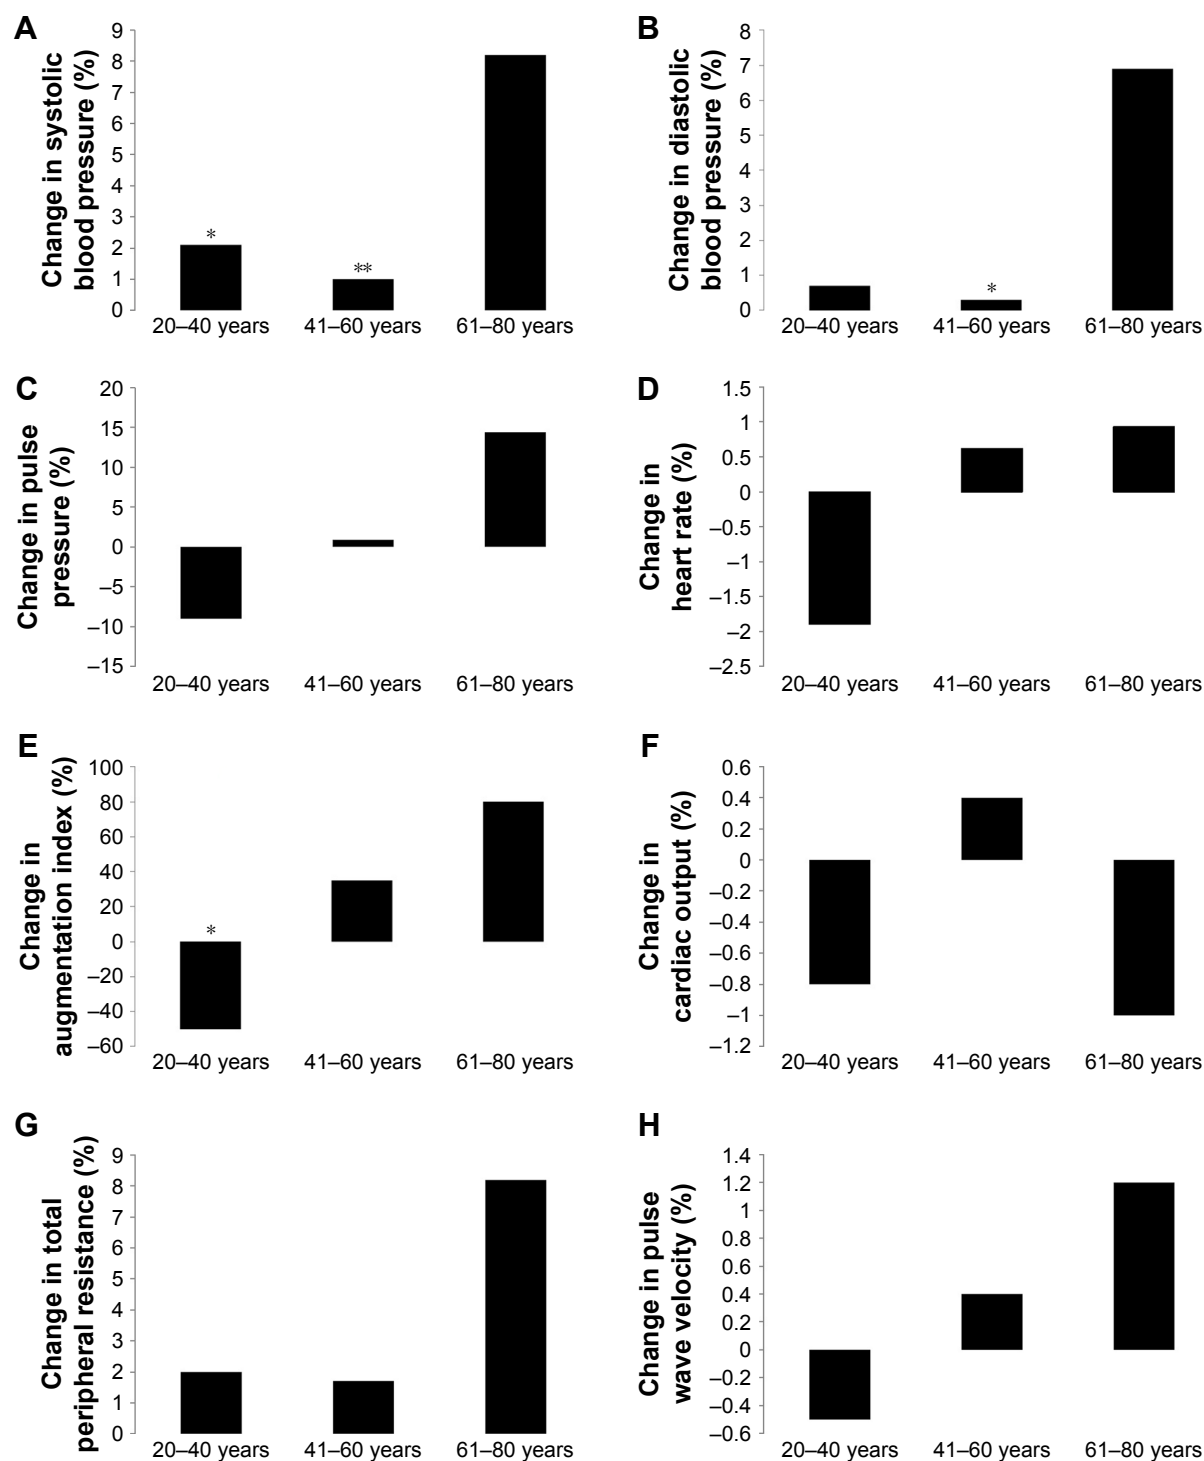 A
Change in systolic
blood pressure (%)
9
8
7
6
5
4
3
2
1
0
*
**
20–40 years 41–60 years 61–80 years
B
Change in diastolic
blood pressure (%)
8
7
6
5
4
3
2
1
0
*
20–40 years 41–60 years 61–80 years
C
Change in pulse
pressure (%)
20
15
10
5
0
–5
–10
–15
20–40 years 41–60 years 61–80 years
D
Change in
heart rate (%)
1.5
1
0.5
0
–0.5
–1
–1.5
–2
–2.5
20–40 years 41–60 years 61–80 years
E
Change in
augmentation index (%)
100
80
60
40
20
0
–20
–40
–60
*
20–40 years 41–60 years 61–80 years
F
Change in
cardiac output (%)
0.6
0.4
0.2
0
–0.2
–0.4
–0.6
–0.8
–1
–1.2
20–40 years 41–60 years 61–80 years
G
Change in total
peripheral resistance (%)
9
8
7
6
5
4
3
2
1
0
20–40 years 41–60 years 61–80 years
H
Change in pulse
wave velocity (%)
1.4
1.2
1
0.8
0.6
0.4
0.2
0
–0.2
–0.4
–0.6
20–40 years 41–60 years 61–80 years